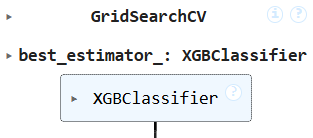 ▸ GridSearchCV i ?
▸ best_estimator_: XGBClassifier
▸ XGBClassifier ?